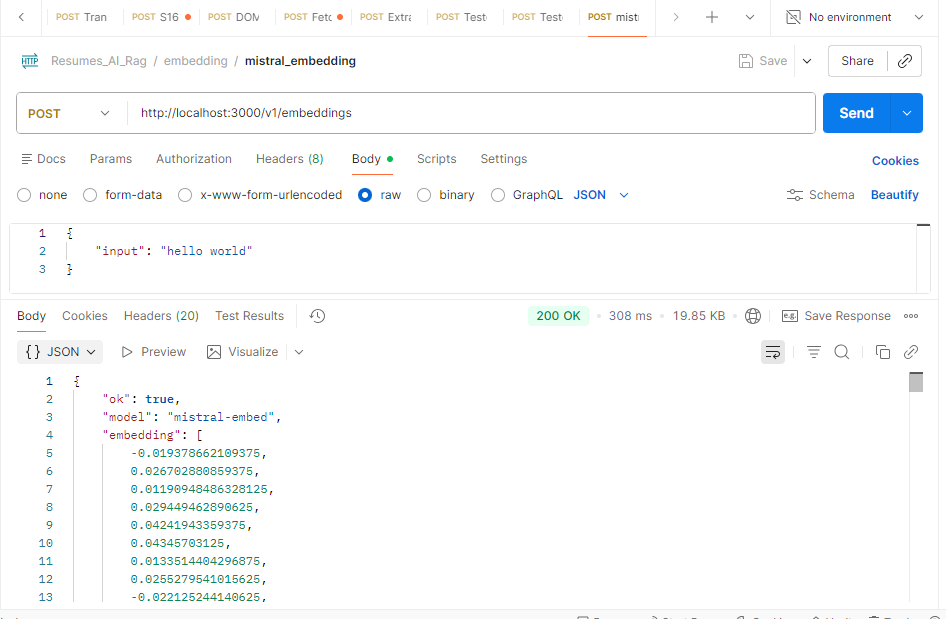 POST Tran POST S16 POST DOM POST Fetc POST Extra POST Test POST Test POST mist No environment
HTTP Resumes_AI_Rag / embedding / mistral_embedding Save Share
POST http://localhost:3000/v1/embeddings Send
Docs Params Authorization Headers (8) Body Scripts Settings Cookies
none form-data x-www-form-urlencoded raw binary GraphQL JSON Schema Beautify
1 {
2 "input": "hello world"
3 }
Body Cookies Headers (20) Test Results 200 OK • 308 ms • 19.85 KB • e.g. Save Response
{} JSON Preview Visualize
1 {
2 "ok": true,
3 "model": "mistral-embed",
4 "embedding": [
5 -0.019378662109375,
6 0.026702880859375,
7 0.01190948486328125,
8 0.029449462890625,
9 0.04241943359375,
10 0.04345703125,
11 0.0133514404296875,
12 0.0255279541015625,
13 -0.022125244140625,